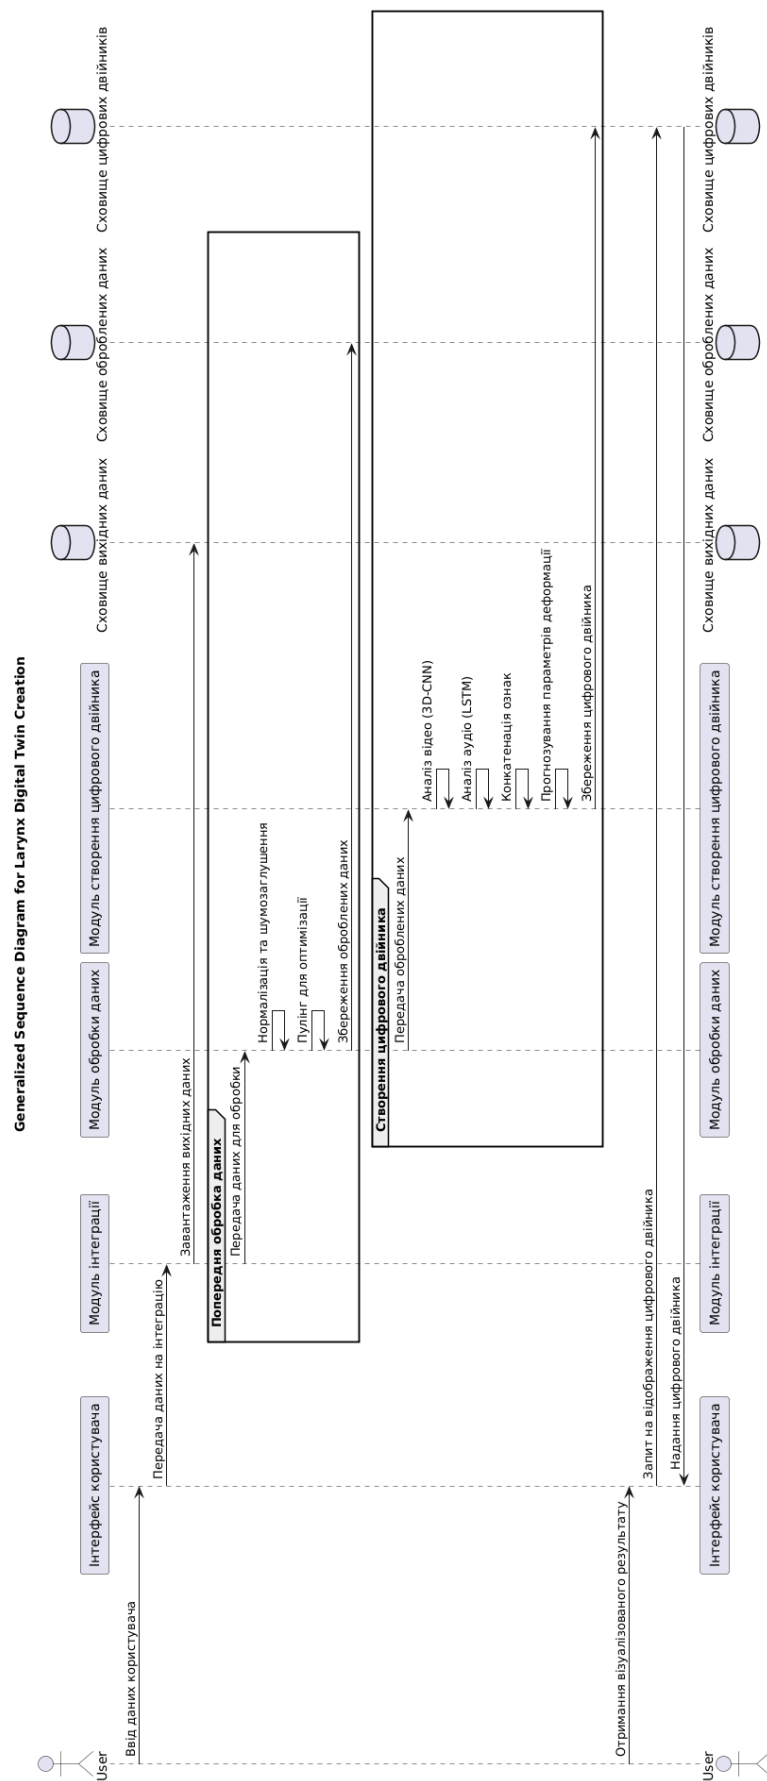 Generalized Sequence Diagram for Larynx Digital Twin Creation
User
Інтерфейс користувача
Модуль інтеграції
Модуль обробки даних
Модуль створення цифрового двійника
Сховище вихідних даних
Сховище оброблених даних
Сховище цифрових двійників
Ввід даних користувача
Передача даних на інтеграцію
Завантаження вихідних даних
Попередня обробка даних
Передача даних для обробки
Нормалізація та шумозаглушення
Пулінг для оптимізації
Збереження оброблених даних
Створення цифрового двійника
Передача оброблених даних
Аналіз відео (3D-CNN)
Аналіз аудіо (LSTM)
Конкатенація ознак
Прогнозування параметрів деформації
Збереження цифрового двійника
Отримання візуалізованого результату
Запит на відображення цифрового двійника
Надання цифрового двійника
User
Інтерфейс користувача
Модуль інтеграції
Модуль обробки даних
Модуль створення цифрового двійника
Сховище вихідних даних
Сховище оброблених даних
Сховище цифрових двійників